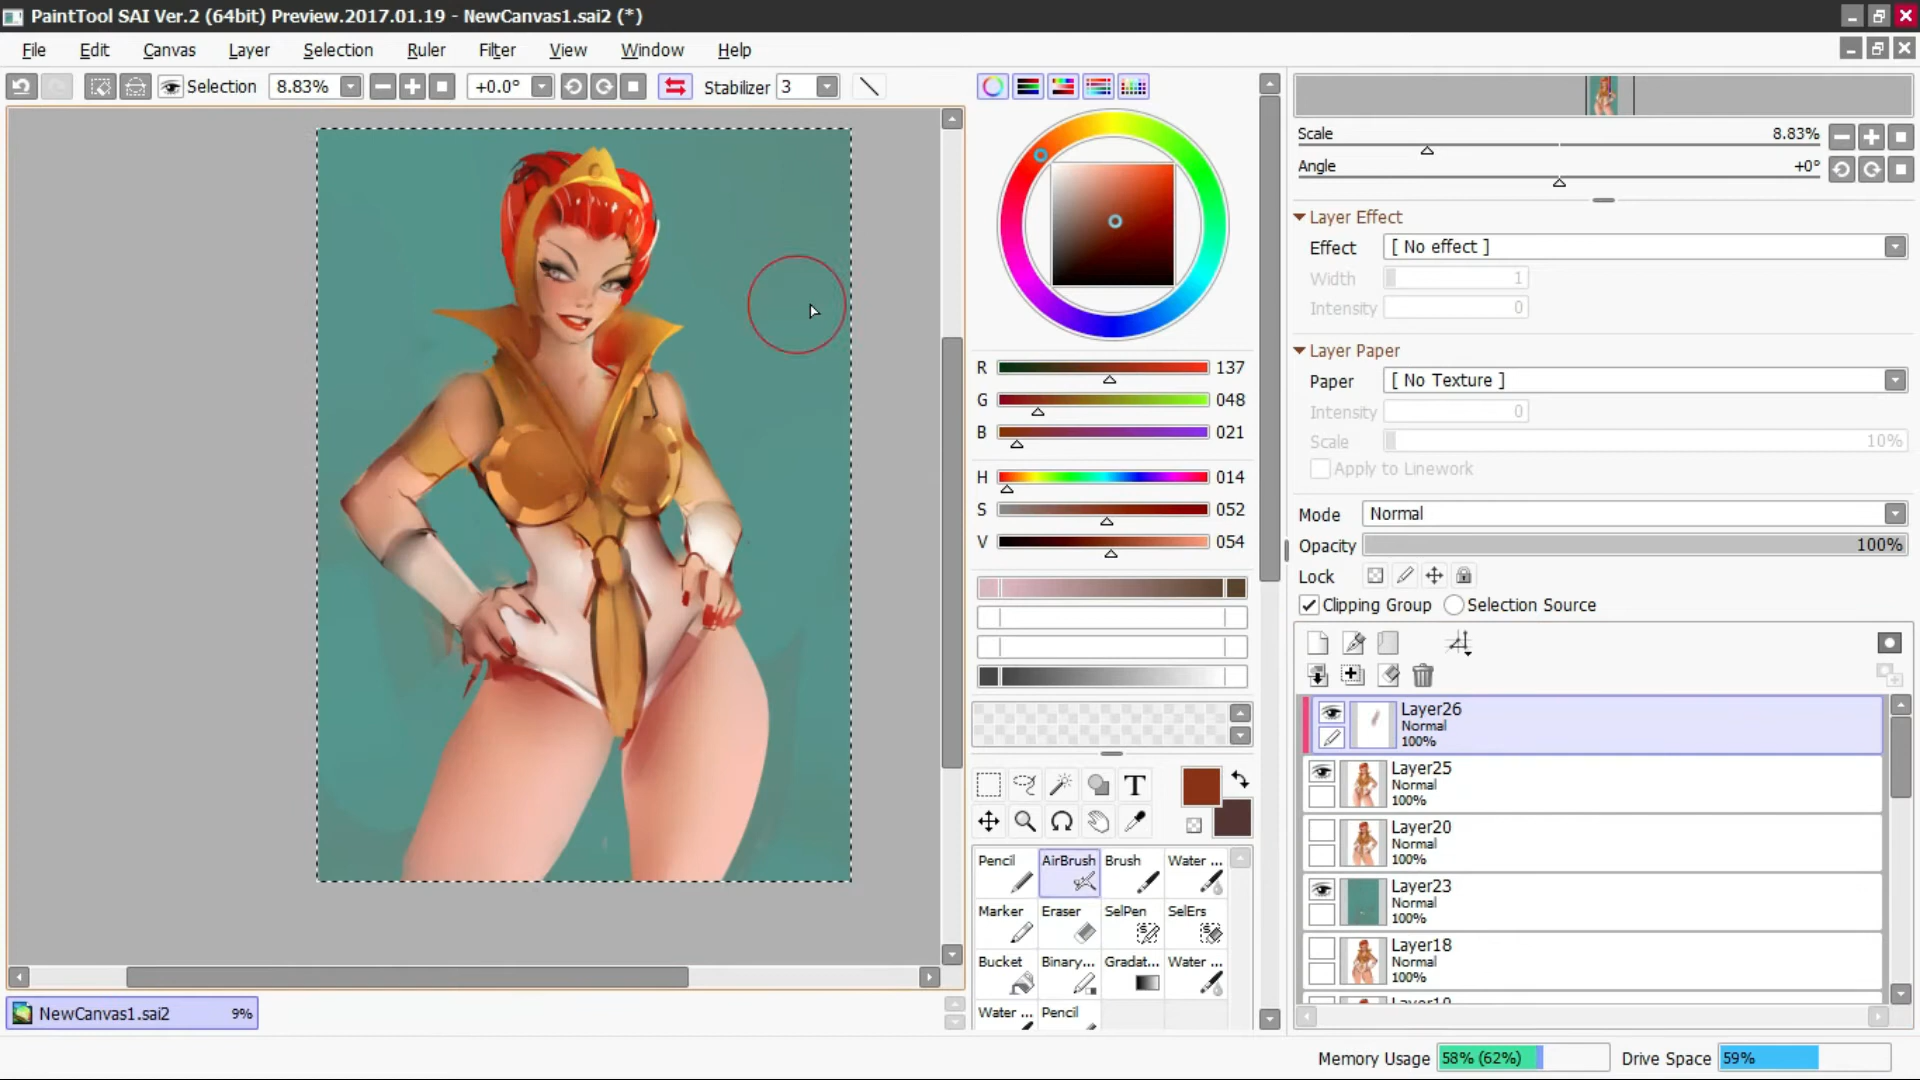 PaintTool SAI Ver.2 (64bit) Preview.2017.01.19 - NewCanvas1.sai2 (*)
File Edit Canvas Layer Selection Ruler Filter View Window Help
Selection 8.83% +0.0° Stabilizer 3
Scale 8.83%
Angle +0°
Layer Effect
Effect [ No effect ]
Width 1
Intensity 0
Layer Paper
Paper [ No Texture ]
Intensity 0
Scale 10%
Apply to Linework
Mode Normal
Opacity 100%
Lock
Clipping Group Selection Source
R 137
G 048
B 021
H 014
S 052
V 054
T
Pencil AirBrush Brush Water ...
Marker Eraser SelPen SelErs
Bucket Binary... Gradat... Water ...
Water ... Pencil
Layer26
Normal
100%
Layer25
Normal
100%
Layer20
Normal
100%
Layer23
Normal
100%
Layer18
Normal
100%
NewCanvas1.sai2 9%
Memory Usage 58% (62%) Drive Space 59%